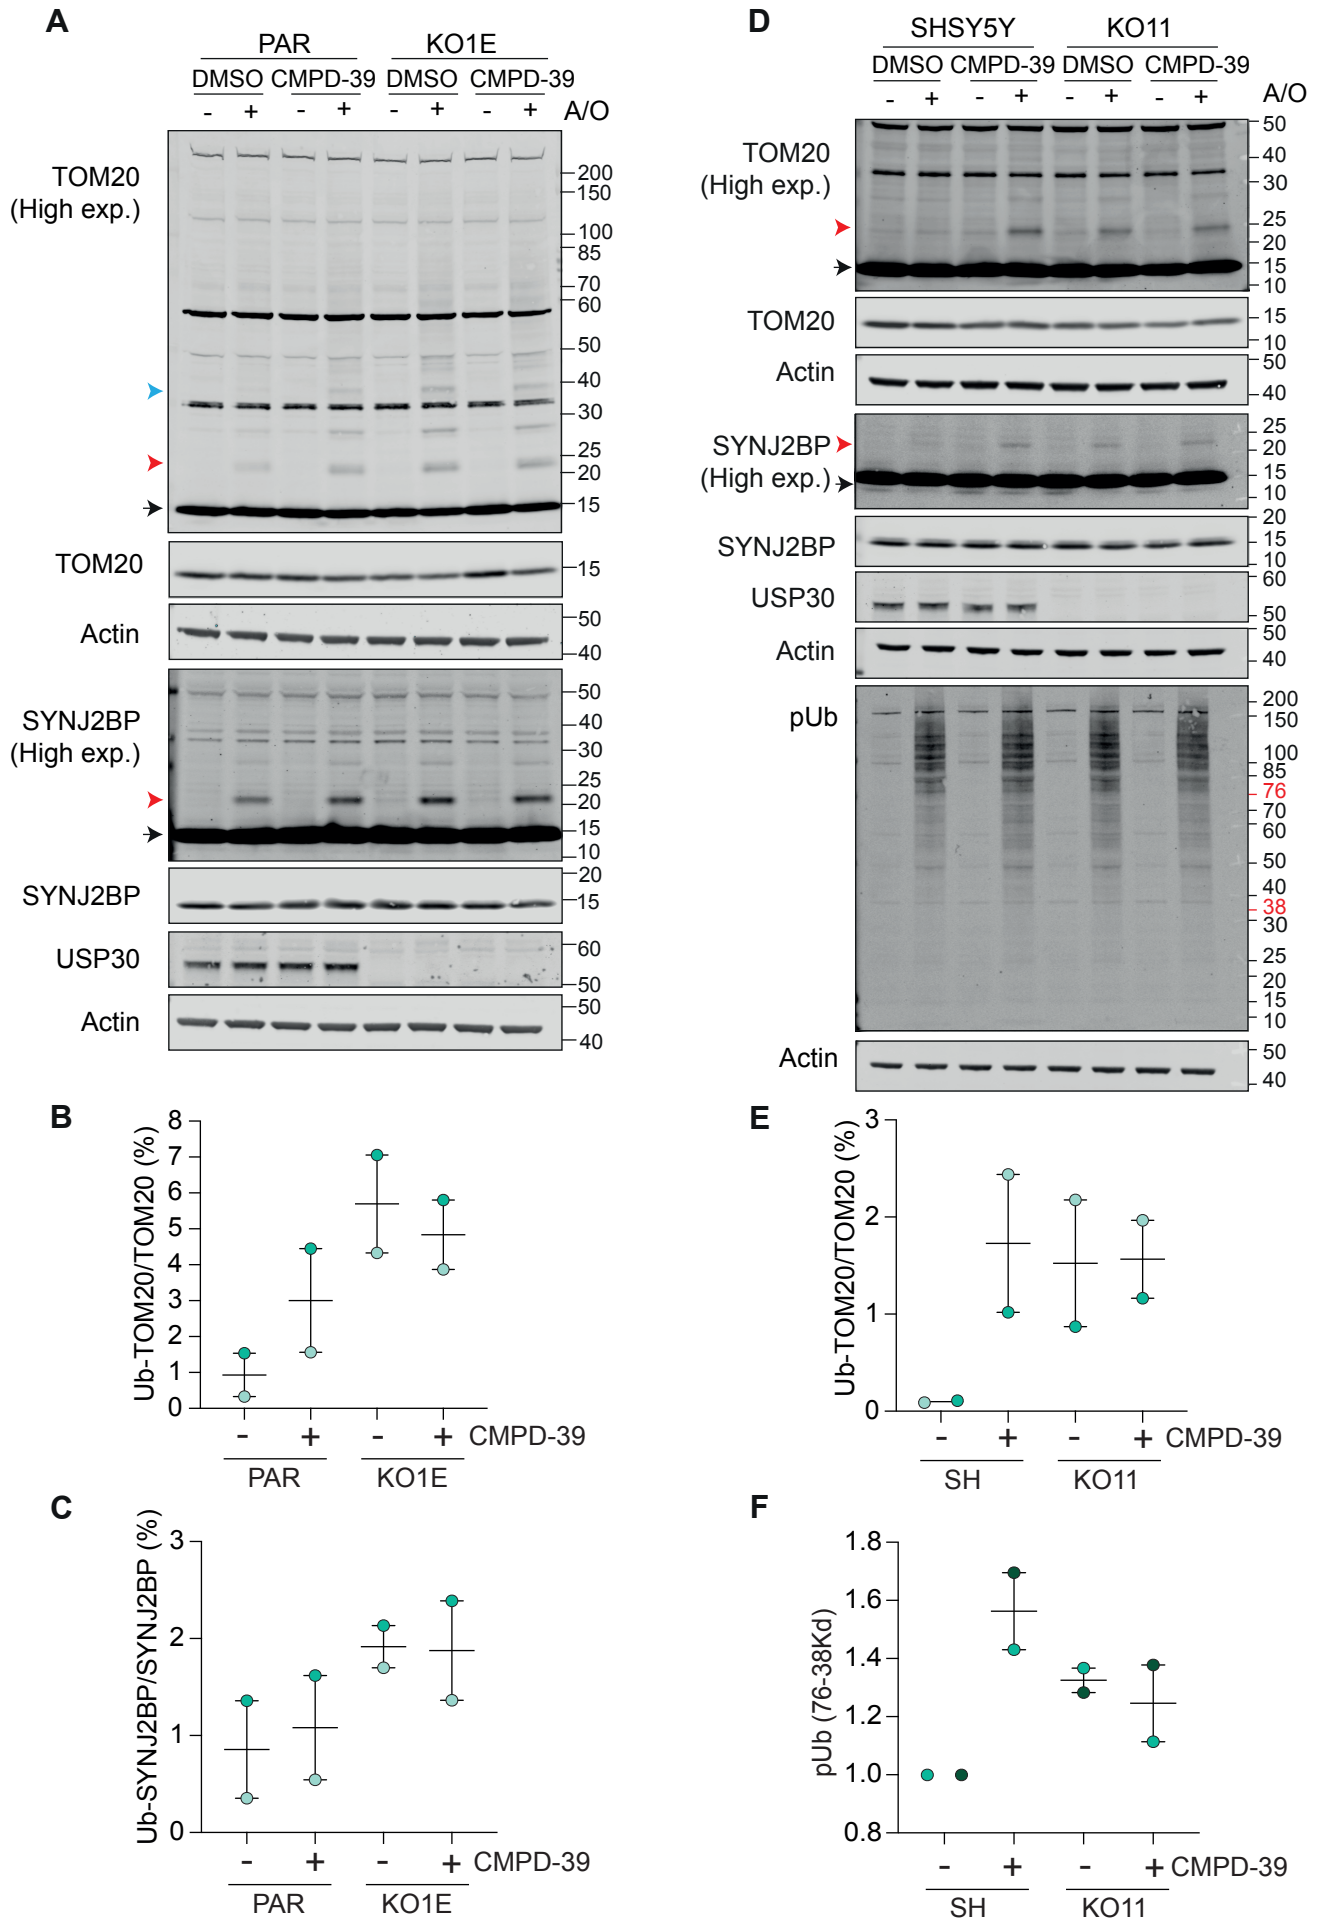 A
PAR KO1E
DMSO CMPD-39 DMSO CMPD-39
- + - + - + - + A/O
TOM20
(High exp.)
200
150
100
85
70
60
50
40
30
25
20
15
TOM20
15
Actin
50
40
SYNJ2BP
(High exp.)
50
40
30
25
20
15
10
SYNJ2BP
20
15
USP30
60
50
Actin
50
40
B
Ub-TOM20/TOM20 (%)
8
7
6
5
4
3
2
1
0
- + - + CMPD-39
PAR KO1E
C
Ub-SYNJ2BP/SYNJ2BP (%)
3
2
1
0
- + - + CMPD-39
PAR KO1E
D
SHSY5Y KO11
DMSO CMPD-39 DMSO CMPD-39
- + - + - + - + A/O
TOM20
(High exp.)
50
40
30
25
20
15
10
TOM20
15
10
Actin
50
40
SYNJ2BP
(High exp.)
25
20
15
10
SYNJ2BP
20
15
10
USP30
60
50
Actin
50
40
pUb
200
150
100
85
76
70
60
50
40
38
30
25
20
15
10
Actin
50
40
E
Ub-TOM20/TOM20 (%)
3
2
1
0
- + - + CMPD-39
SH KO11
F
pUb (76-38Kd)
1.8
1.6
1.4
1.2
1.0
0.8
- + - + CMPD-39
SH KO11